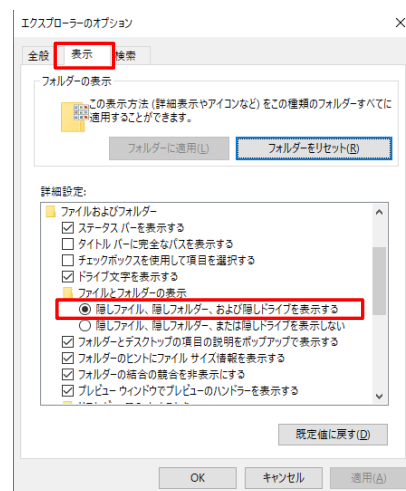 エクスプローラーのオプション
全般 表示 検索
フォルダーの表示
この表示方法 (詳細表示やアイコンなど) をこの種類のフォルダーすべてに
適用することができます。
フォルダーに適用(L) フォルダーをリセット(R)
詳細設定:
ファイルおよびフォルダー
ステータス バーを表示する
タイトル バーに完全なパスを表示する
チェックボックスを使用して項目を選択する
ドライブ文字を表示する
ファイルとフォルダーの表示
隠しファイル、隠しフォルダー、および隠しドライブを表示する
隠しファイル、隠しフォルダー、または隠しドライブを表示しない
フォルダーとデスクトップの項目の説明をポップアップで表示する
フォルダーのヒントにファイル サイズ情報を表示する
フォルダーの結合の競合を非表示にする
プレビュー ウィンドウでプレビューのハンドラーを表示する
既定値に戻す(D)
OK キャンセル 適用(A)